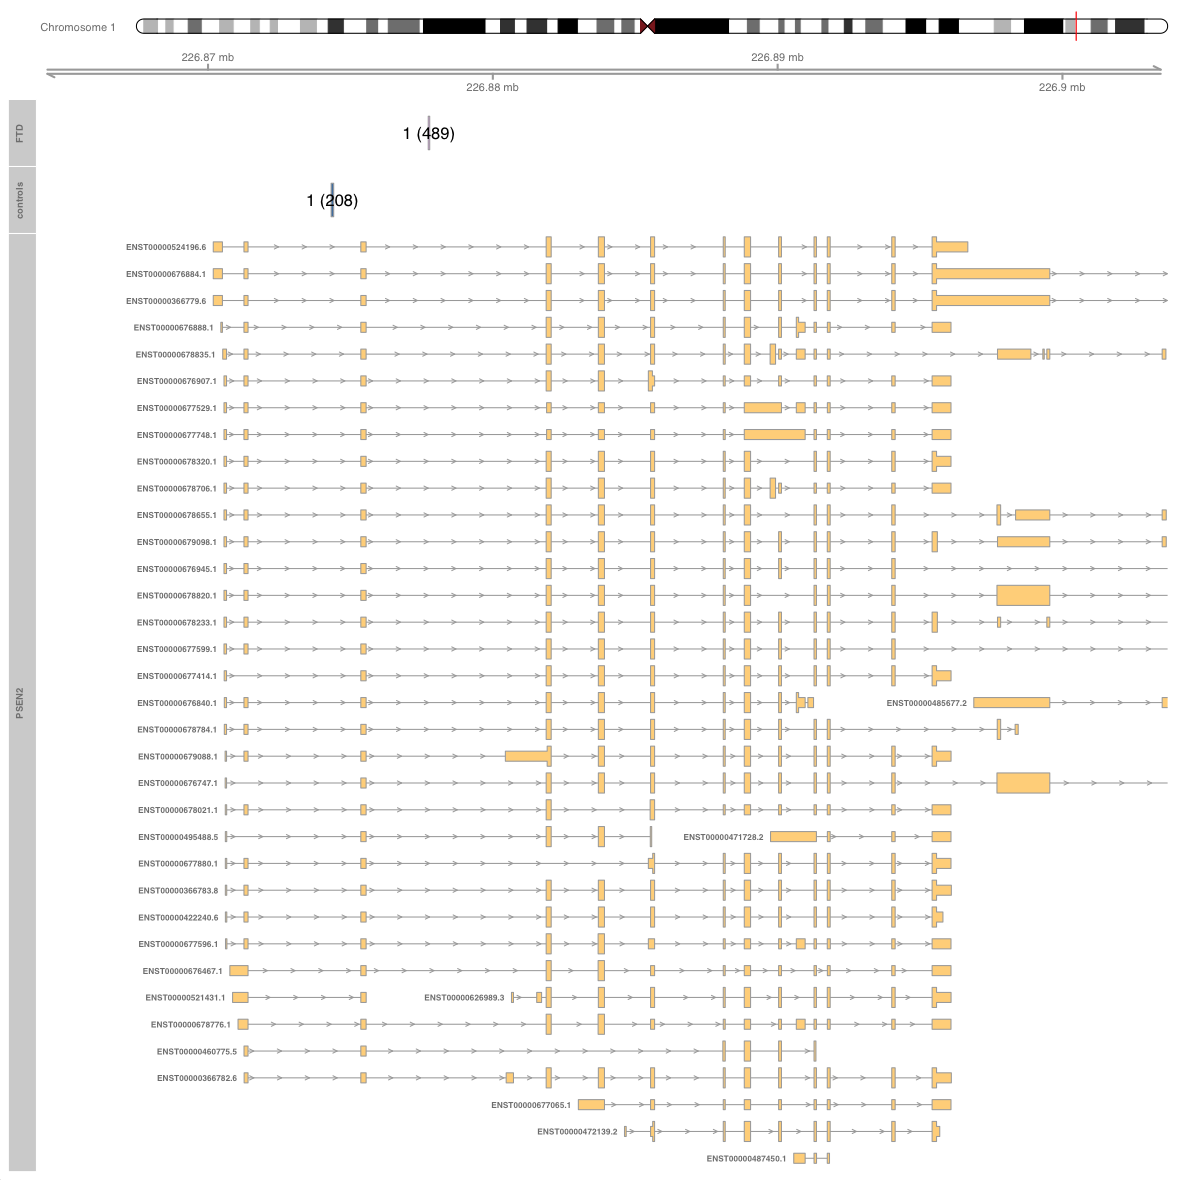 Chromosome 1
226.87 mb
226.89 mb
226.88 mb
226.9 mb
FTD
1 (489)
controls
1 (208)
PSEN2
ENST00000524196.6
ENST00000676884.1
ENST00000366779.6
ENST00000676888.1
ENST00000678835.1
ENST00000676907.1
ENST00000677529.1
ENST00000677748.1
ENST00000678320.1
ENST00000678706.1
ENST00000678655.1
ENST00000679098.1
ENST00000676945.1
ENST00000678820.1
ENST00000678233.1
ENST00000677599.1
ENST00000677414.1
ENST00000676840.1 ENST00000485677.2
ENST00000678784.1
ENST00000679088.1
ENST00000676747.1
ENST00000678021.1
ENST00000495488.5 ENST00000471728.2
ENST00000677880.1
ENST00000366783.8
ENST00000422240.6
ENST00000677596.1
ENST00000676467.1
ENST00000521431.1 ENST00000626989.3
ENST00000678776.1
ENST00000460775.5
ENST00000366782.6
ENST00000677065.1
ENST00000472139.2
ENST00000487450.1